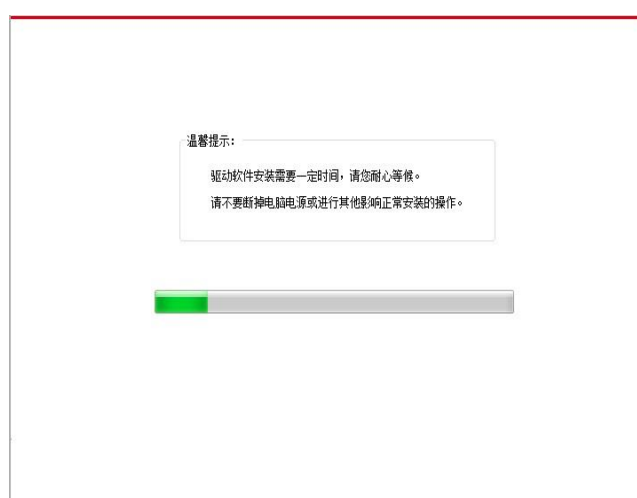 温馨提示：
驱动软件安装需要一定时间，请您耐心等候。
请不要断掉电脑电源或进行其他影响正常安装的操作。